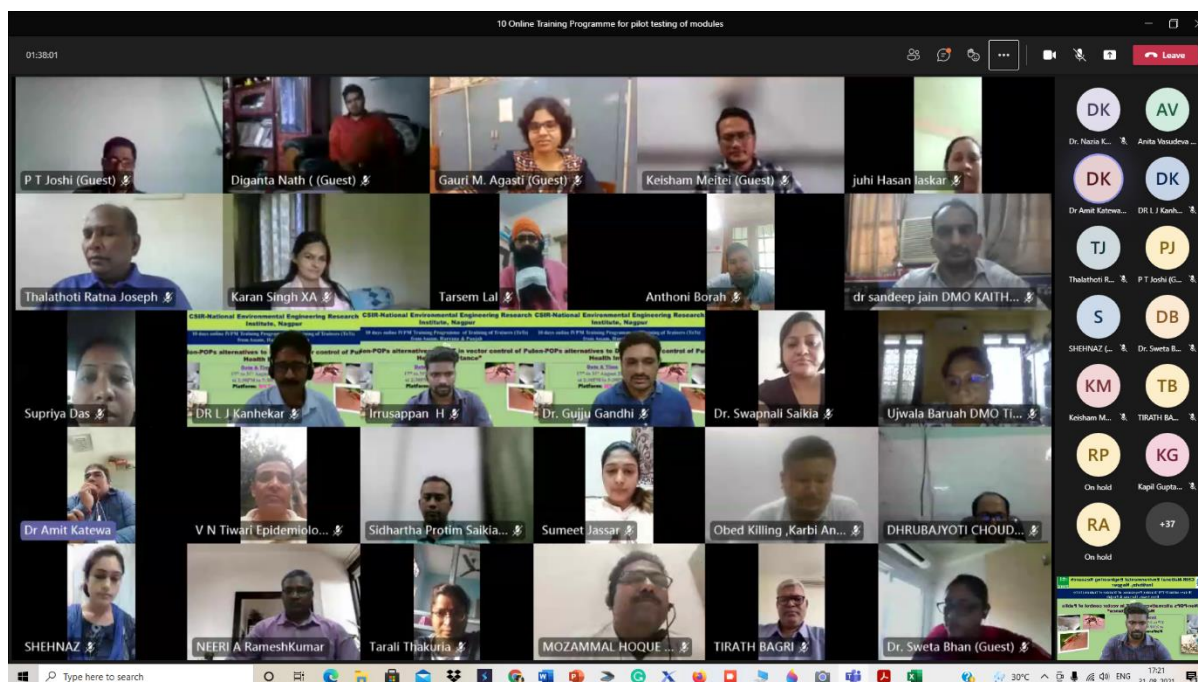 10 Online Training Programme for pilot testing of modules
01:38:01
Leave
P T Joshi (Guest)
Diganta Nath ( (Guest)
Gauri M. Agasti (Guest)
Keisham Meitei (Guest)
juhi Hasan laskar
Thalathoti Ratna Joseph
Karan Singh XA
Tarsem Lal
Anthoni Borah
dr sandeep jain DMO KAITH...
CSIR-National Environmental Engineering Research
Institute, Nagpur
Supriya Das
DR L J Kanhekar
Irrusappan H
Dr. Gujju Gandhi
Dr. Swapnali Saikia
Ujwala Baruah DMO Ti...
Dr Amit Katewa
V N Tiwari Epidemiolo...
Sidhartha Protim Saikia...
Sumeet Jassar
Obed Killing ,Karbi An...
DHRUBAJYOTI CHOUD...
SHEHNAZ
NEERI A RameshKumar
Tarali Thakuria
MOZAMMAL HOQUE ...
TIRATH BAGRI
Dr. Sweta Bhan (Guest)
DK
AV
Dr. Nazia K...
Anita Vasudeva ...
DK
DK
Dr Amit Katewa...
DR L J Kanh...
TJ
PJ
Thalathoti R...
P T Joshi (G...
S
DB
SHEHNAZ (...
Dr. Sweta B...
KM
TB
Keisham M...
TIRATH BA...
RP
KG
On hold
Kapil Gupta...
RA
+37
On hold
Type here to search
30°C
ENG
17:21
31-08-2021